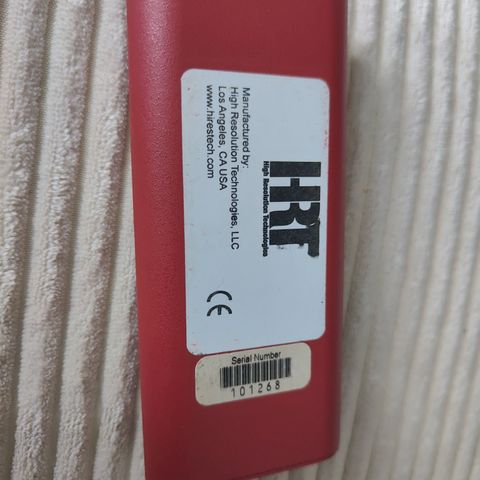 HRT
High Resolution Technologies
Manufactured by:
High Resolution Technologies, LLC
Los Angeles, CA USA
www.hirestech.com
CE
Serial Number
101268